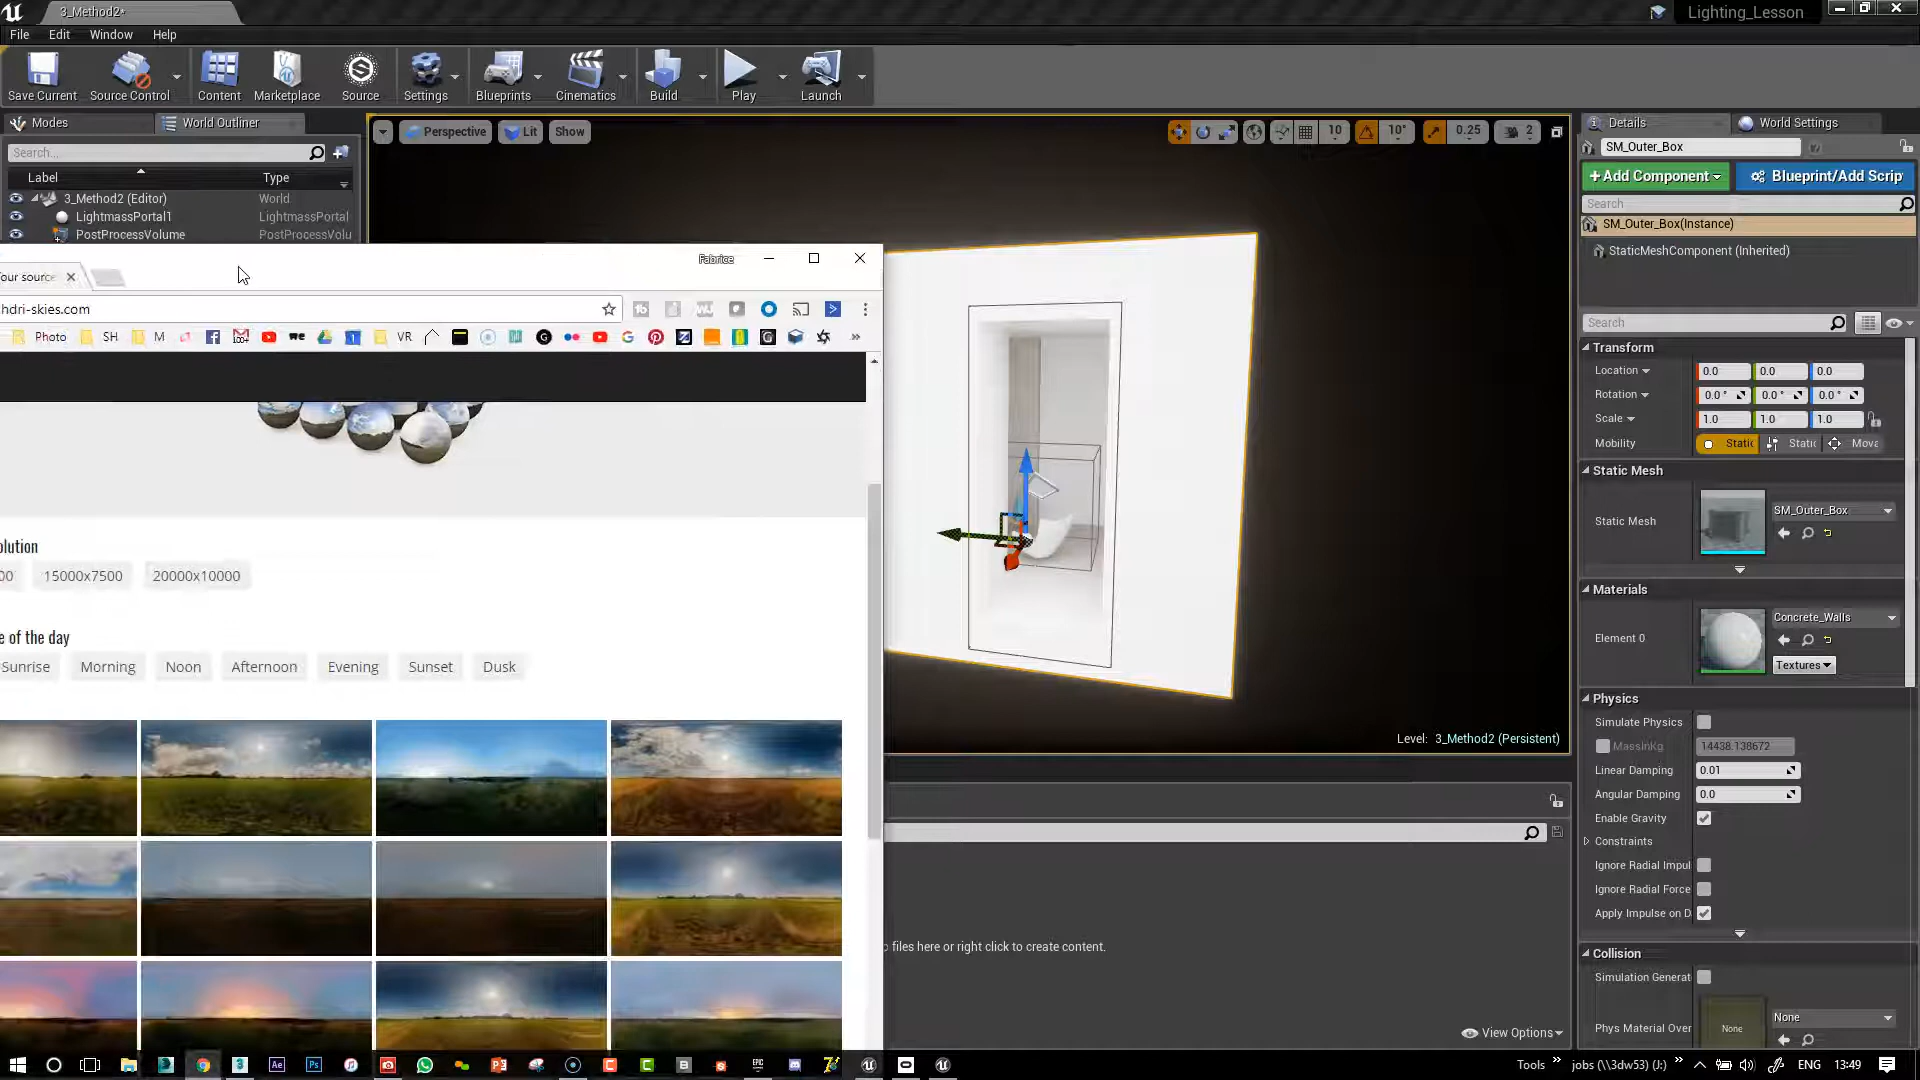 3_Method2*
Lighting_Lesson
File Edit Window Help
Save Current Source Control Content Marketplace Source Settings Blueprints Cinematics Build Play Launch
Modes World Outliner
Search...
Label Type
3_Method2 (Editor) World
LightmassPortal1 LightmassPortal
PostProcessVolume PostProcessVolu
Perspective Lit Show
10 10° 0.25 2
Details World Settings
SM_Outer_Box
+Add Component Blueprint/Add Scrip
Search
SM_Outer_Box(Instance)
StaticMeshComponent (Inherited)
Search
Transform
Location 0.0 0.0 0.0
Rotation 0.0° 0.0° 0.0°
Scale 1.0 1.0 1.0
Mobility Static Static Mova
Static Mesh
Static Mesh SM_Outer_Box
Materials
Element 0 Concrete_Walls
Textures
Physics
Simulate Physics
MassInKg 14438.138672
Linear Damping 0.01
Angular Damping 0.0
Enable Gravity
Constraints
Ignore Radial Impul
Ignore Radial Force
Apply Impulse on D
Collision
Simulation Generat
Phys Material Over None None
Fabrice
our source
hdri-skies.com
Photo SH M VR
olution
00 15000x7500 20000x10000
e of the day
Sunrise Morning Noon Afternoon Evening Sunset Dusk
Level: 3_Method2 (Persistent)
files here or right click to create content.
View Options
Tools jobs (\\3dw53) (J:) ENG 13:49